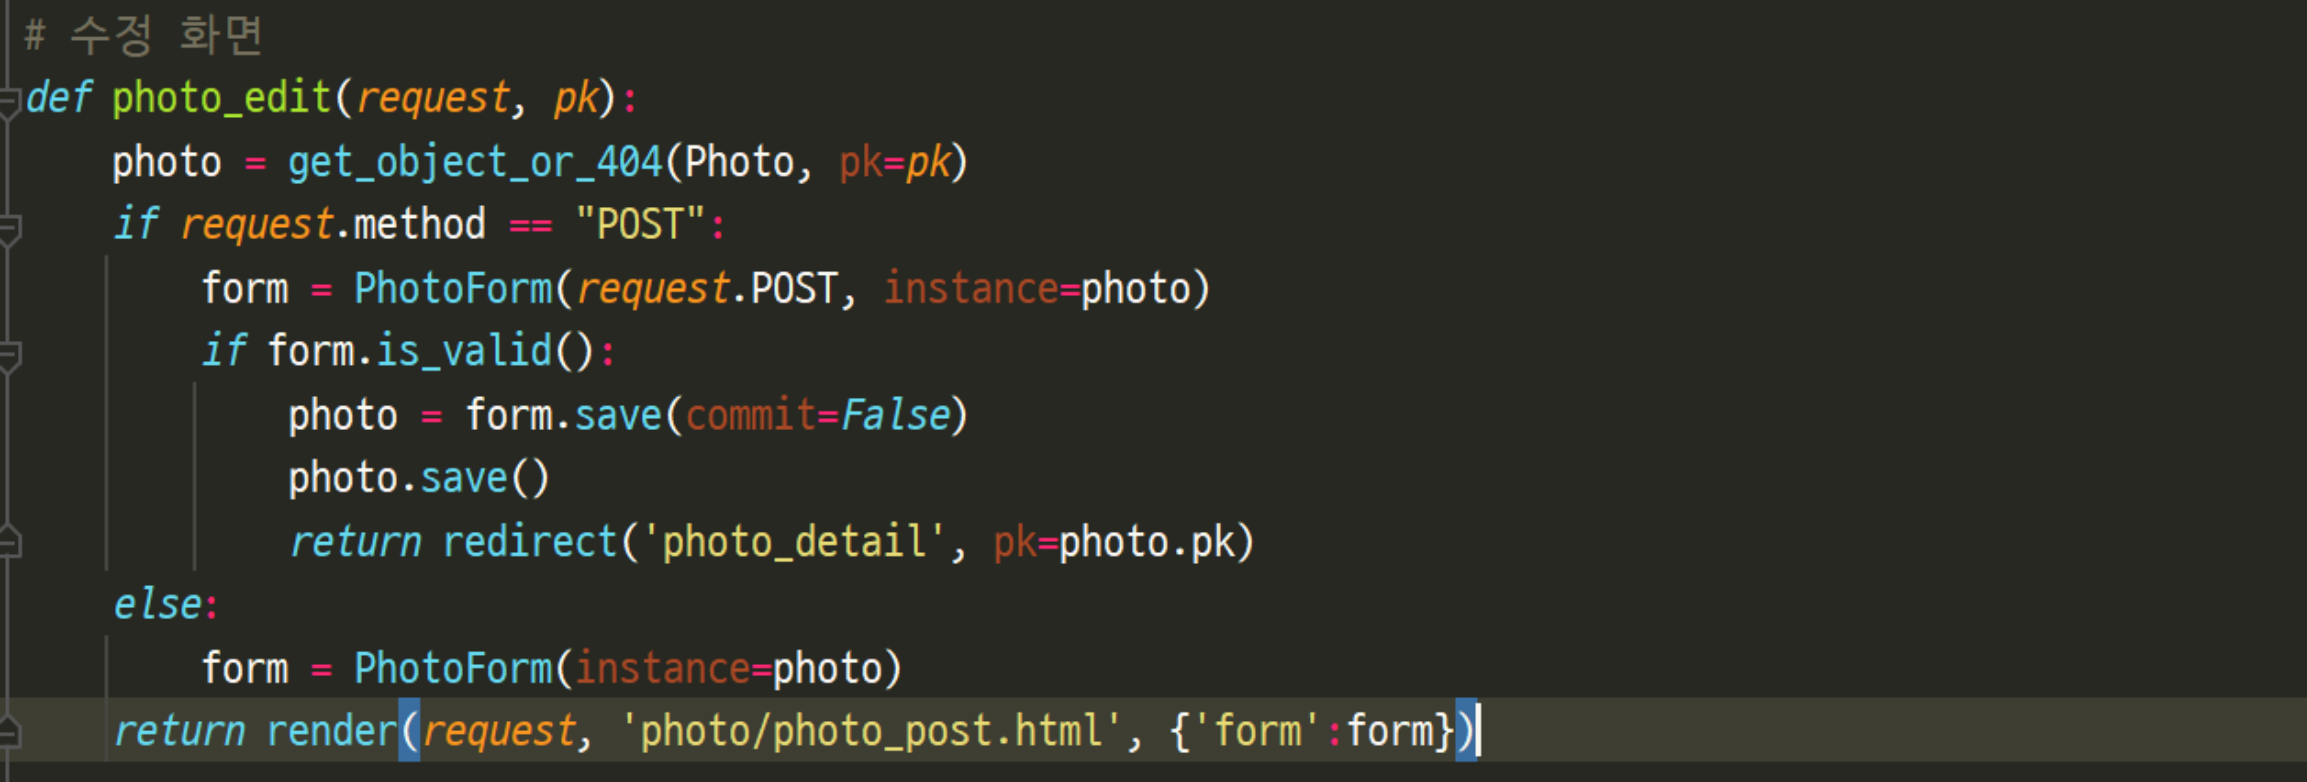 # 수정 화면
def photo_edit(request, pk):
    photo = get_object_or_404(Photo, pk=pk)
    if request.method == "POST":
        form = PhotoForm(request.POST, instance=photo)
        if form.is_valid():
            photo = form.save(commit=False)
            photo.save()
            return redirect('photo_detail', pk=photo.pk)
    else:
        form = PhotoForm(instance=photo)
    return render(request, 'photo/photo_post.html', {'form':form})